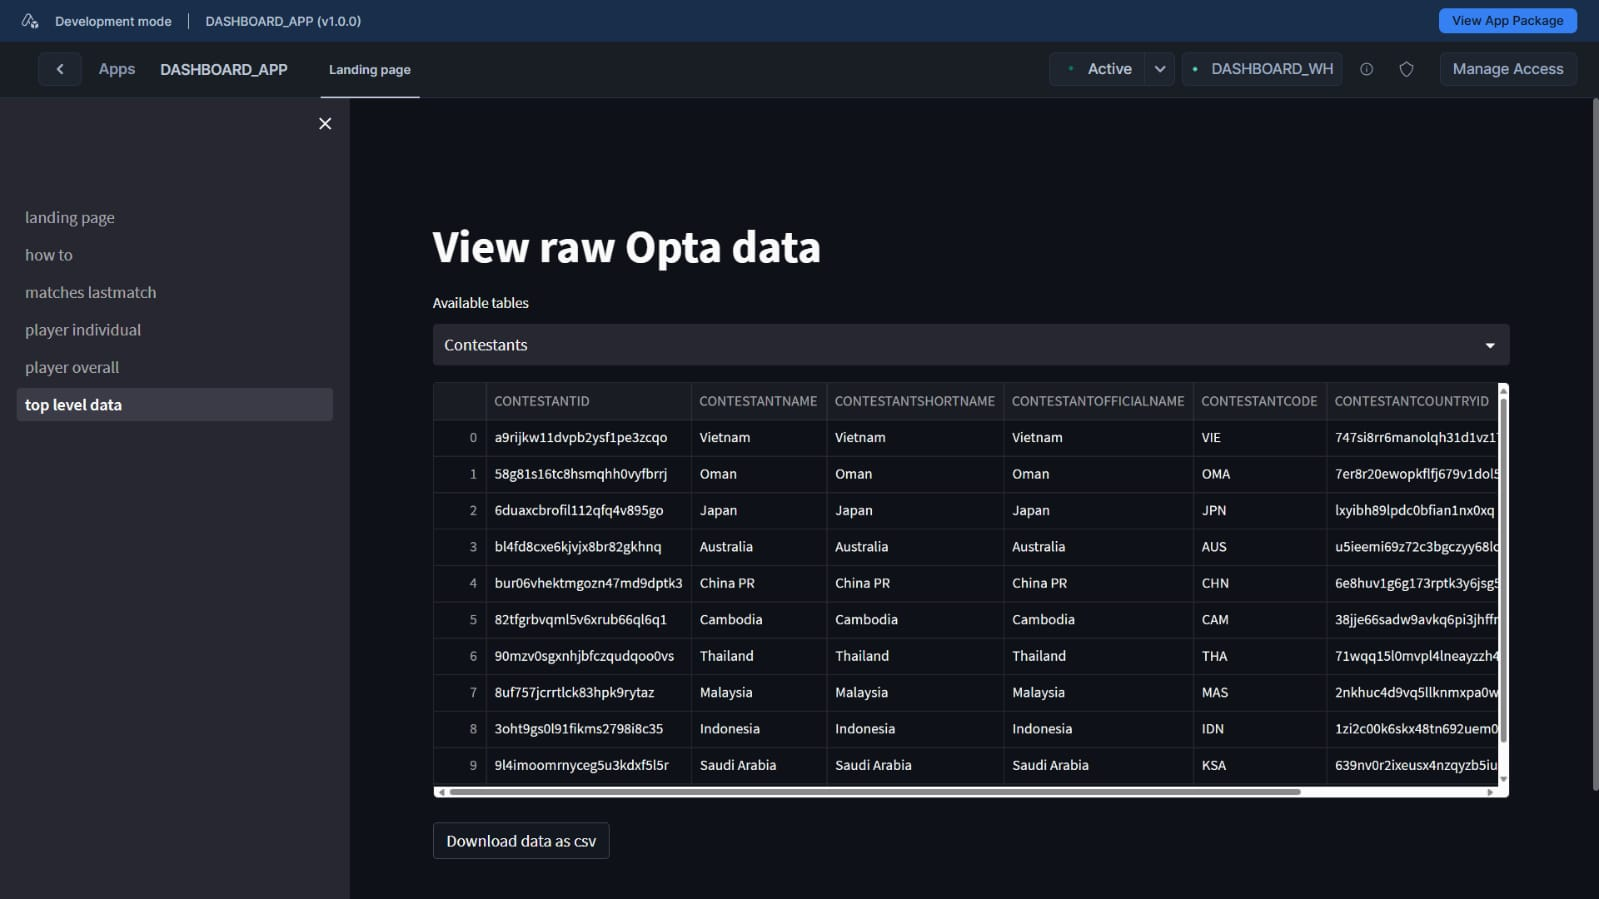 Development mode | DASHBOARD_APP (v1.0.0) View App Package
Apps DASHBOARD_APP Landing page Active DASHBOARD_WH Manage Access
landing page
how to
matches lastmatch
player individual
player overall
top level data
View raw Opta data
Available tables
Contestants
CONTESTANTID CONTESTANTNAME CONTESTANTSHORTNAME CONTESTANTOFFICIALNAME CONTESTANTCODE CONTESTANTCOUNTRYID
0 a9rijkw11dvpb2ysf1pe3zcqo Vietnam Vietnam Vietnam VIE 747si8rr6manolqh31d1vz1
1 58g81s16tc8hsmqhh0vyfbrrj Oman Oman Oman OMA 7er8r20ewopkflfj679v1dol5
2 6duaxcbrofil112qfq4v895go Japan Japan Japan JPN lxyibh89lpdc0bfian1nx0xq
3 bl4fd8cxe6kjvjx8br82gkhnq Australia Australia Australia AUS u5ieemi69z72c3bgczyy68lc
4 bur06vhektmgozn47md9dptk3 China PR China PR China PR CHN 6e8huv1g6g173rptk3y6jsg5
5 82tfgrbvqml5v6xrub66ql6q1 Cambodia Cambodia Cambodia CAM 38jje66sadw9avkq6pi3jhffr
6 90mzv0sgxnhjbfczqudqoo0vs Thailand Thailand Thailand THA 71wqq15l0mvpl4lneayzzh4
7 8uf757jcrrtlck83hpk9rytaz Malaysia Malaysia Malaysia MAS 2nkhuc4d9vq5llknmxpa0w
8 3oht9gs0l91fikms2798i8c35 Indonesia Indonesia Indonesia IDN 1zi2c00k6skx48tn692uem0
9 9l4imoomrnyceg5u3kdxf5l5r Saudi Arabia Saudi Arabia Saudi Arabia KSA 639nv0r2ixeusx4nzqyzb5iu
Download data as csv